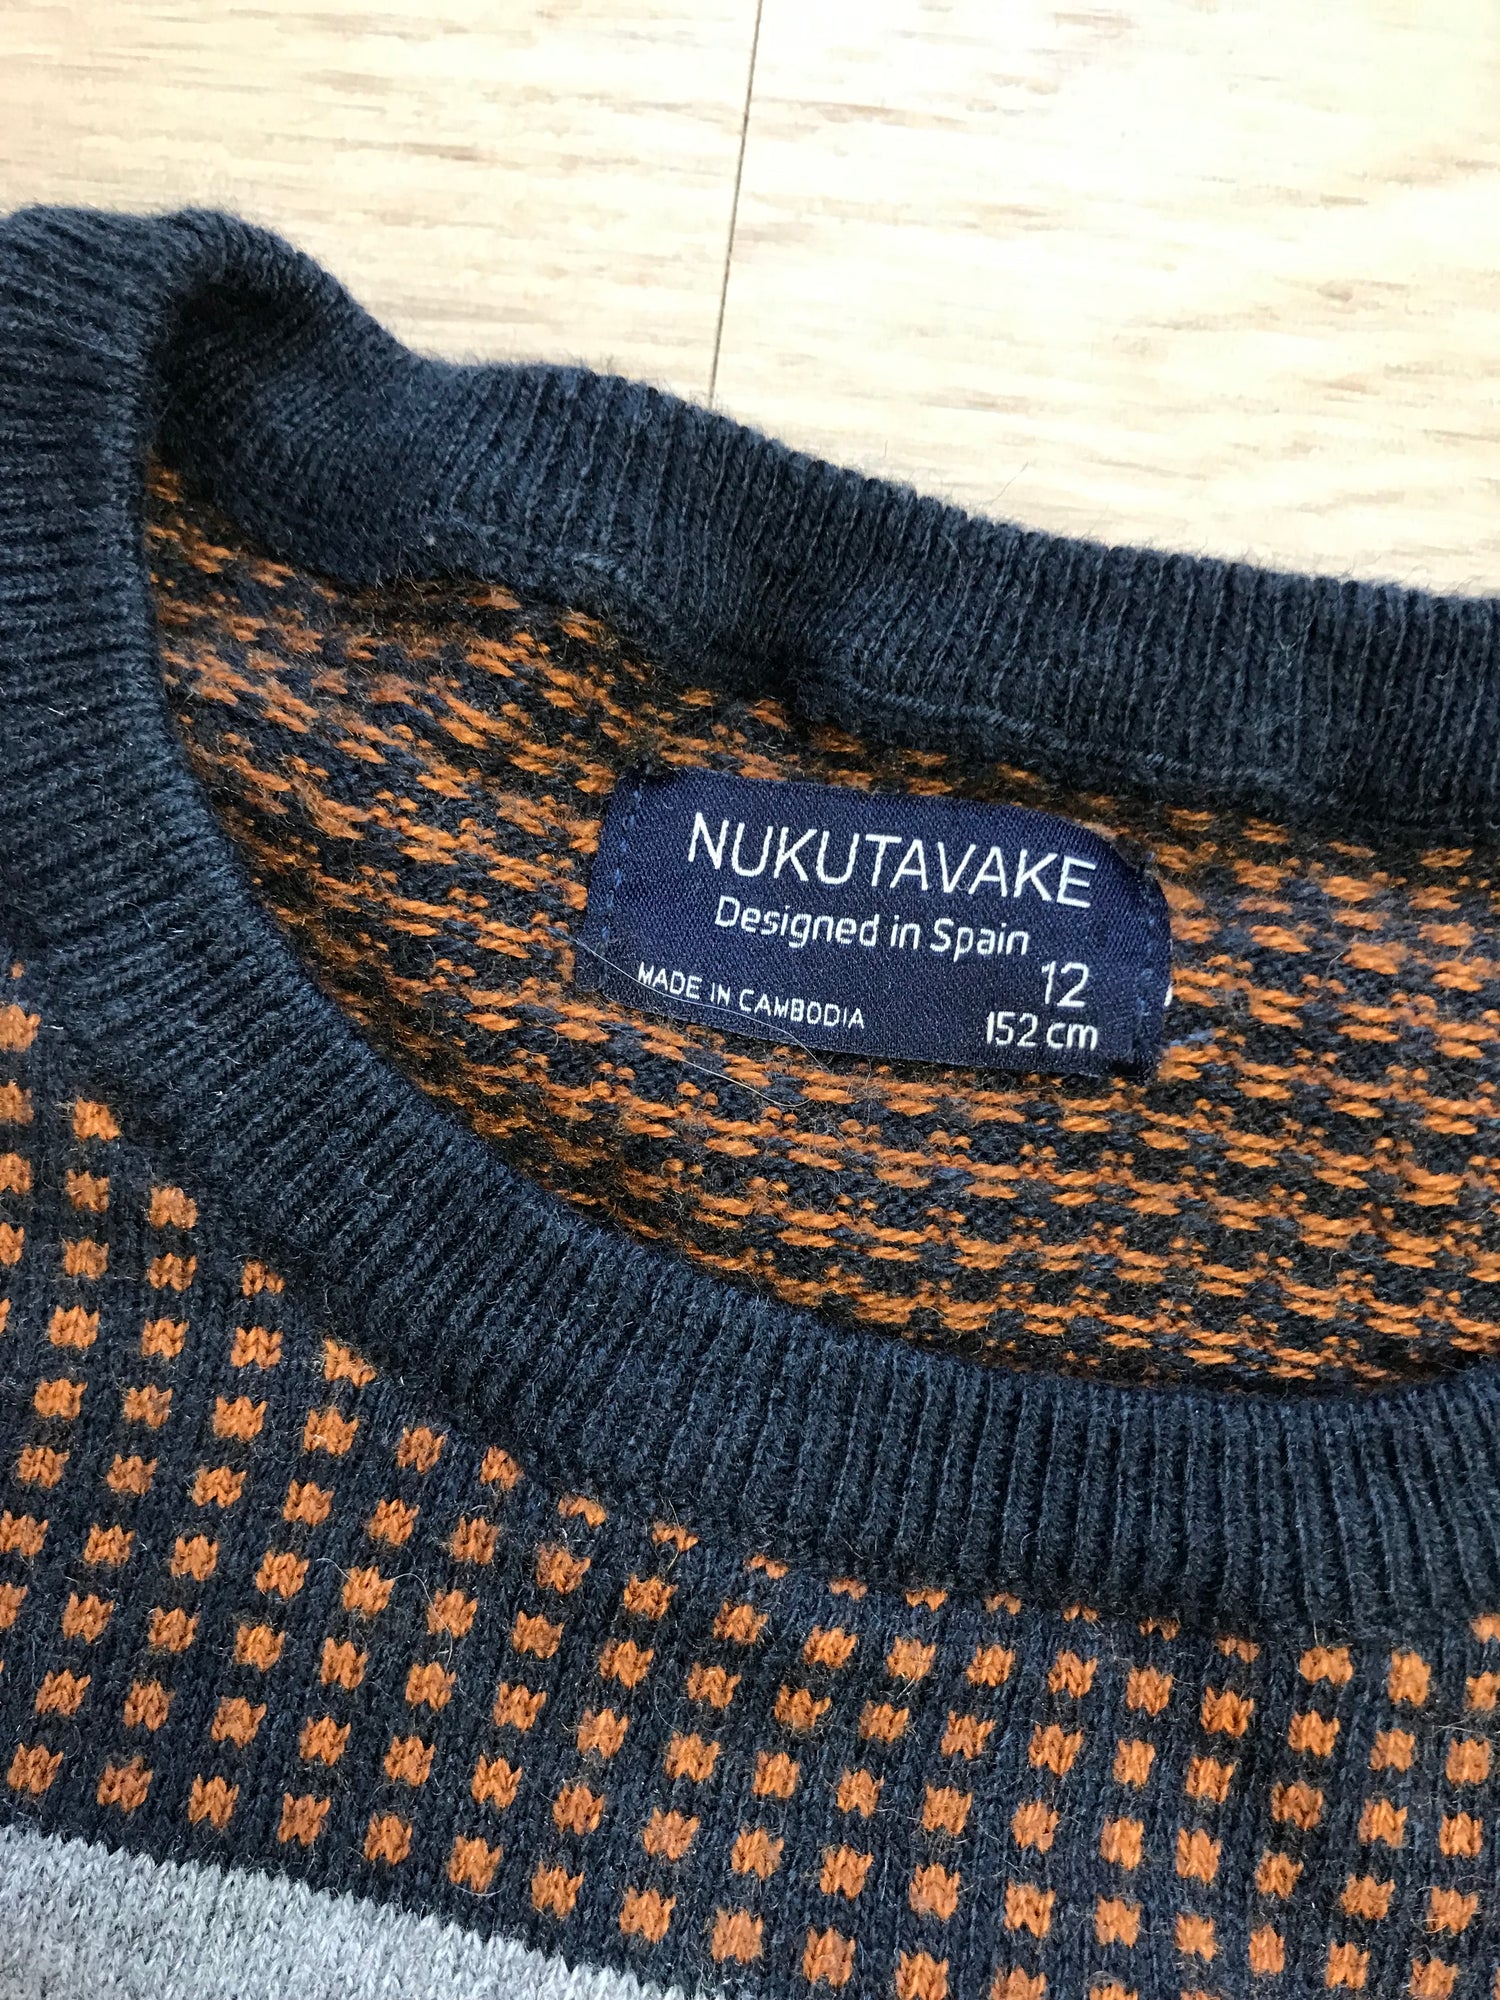 NUKUTAVAKE
Designed in Spain
12
MADE IN CAMBODIA
152 cm